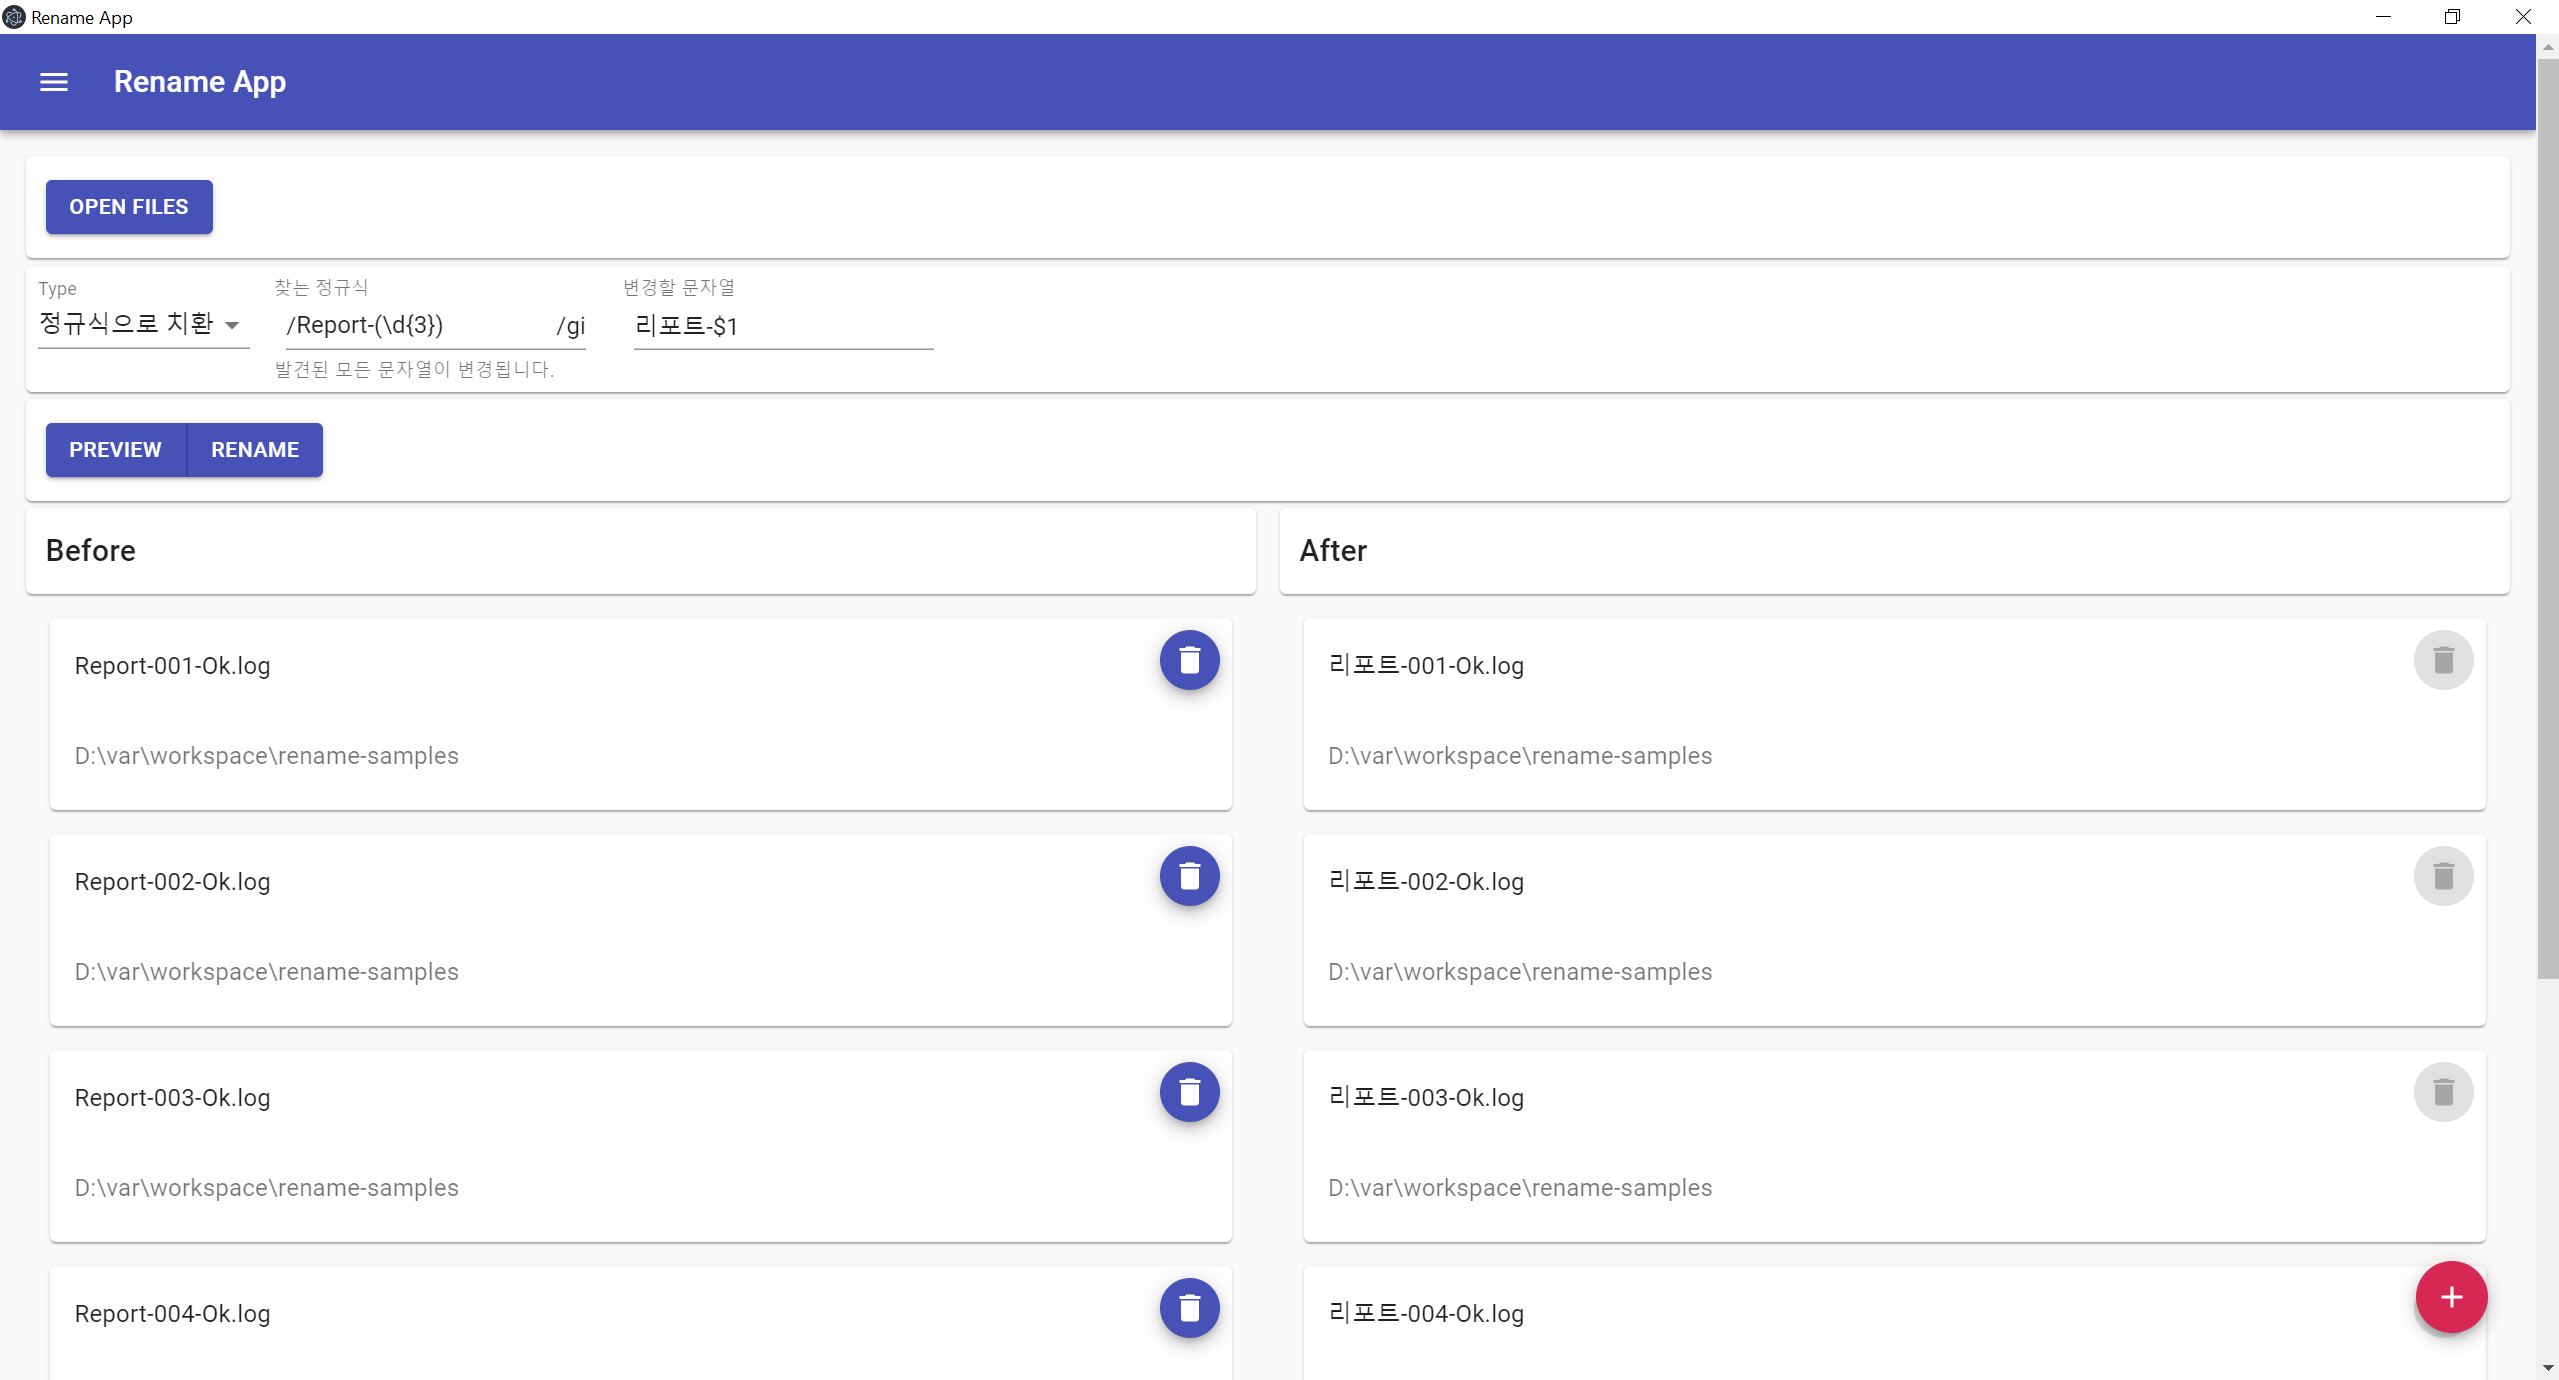 Rename App
Rename App
OPEN FILES
Type 찾는 정규식 변경할 문자열
정규식으로 치환 /Report-(\d{3}) /gi 리포트-$1
발견된 모든 문자열이 변경됩니다.
PREVIEW RENAME
Before After
Report-001-Ok.log 리포트-001-Ok.log
D:\var\workspace\rename-samples D:\var\workspace\rename-samples
Report-002-Ok.log 리포트-002-Ok.log
D:\var\workspace\rename-samples D:\var\workspace\rename-samples
Report-003-Ok.log 리포트-003-Ok.log
D:\var\workspace\rename-samples D:\var\workspace\rename-samples
Report-004-Ok.log 리포트-004-Ok.log